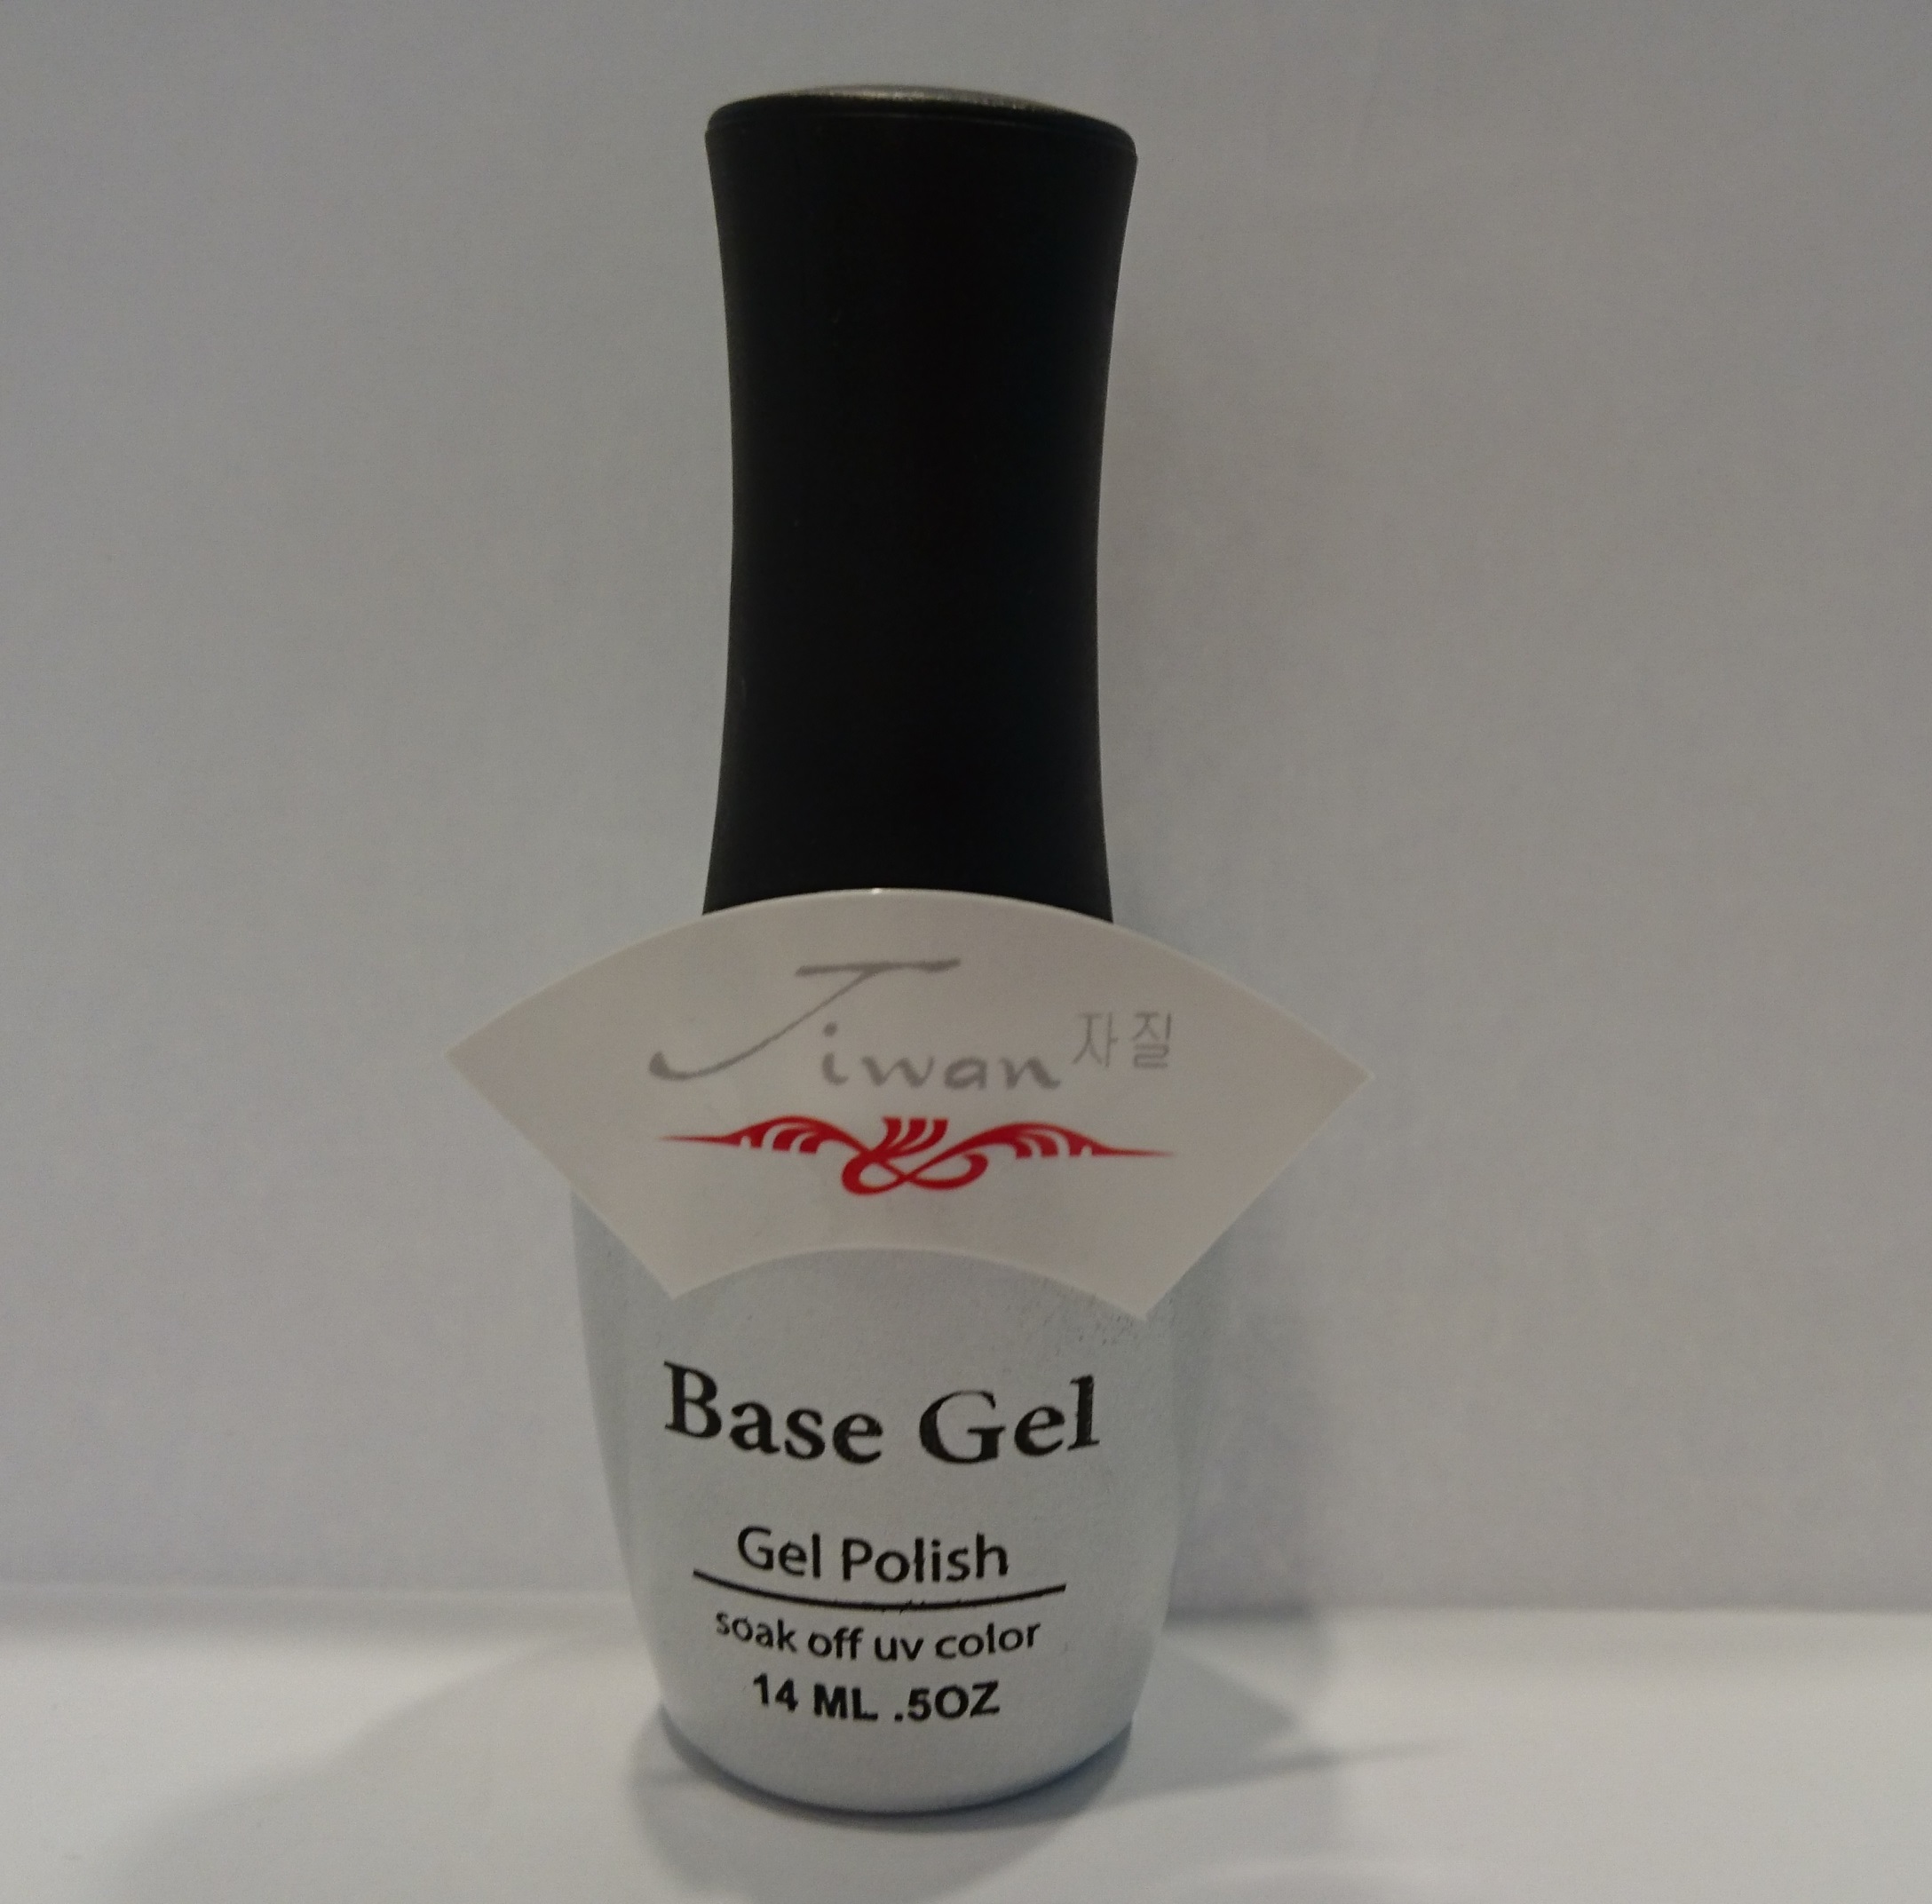 Jiwan 자질
Base Gel
Gel Polish
soak off uv color
14 ML .5OZ